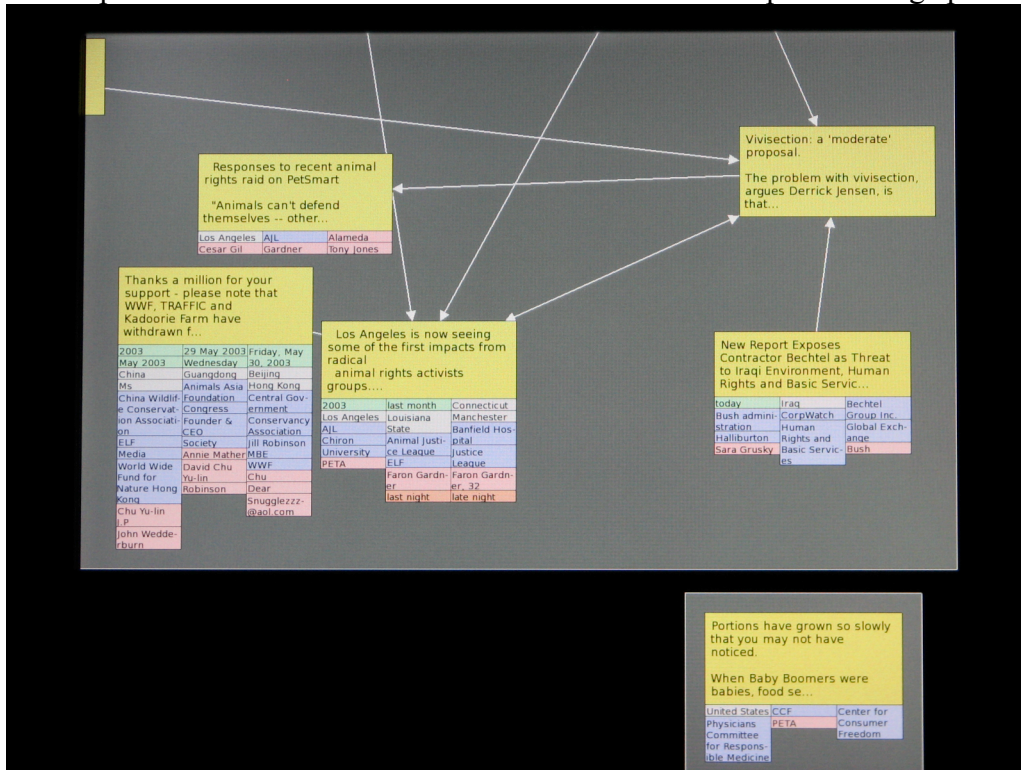 Vivisection: a 'moderate'
proposal.
The problem with vivisection,
argues Derrick Jensen, is
that...
Responses to recent animal
rights raid on PetSmart
"Animals can't defend
themselves -- other...
Los Angeles AJL Alameda
Cesar Gil Gardner Tony Jones
Thanks a million for your
support - please note that
WWF, TRAFFIC and
Kadoorie Farm have
withdrawn f...
2003 29 May 2003 Friday, May
May 2003 Wednesday 30, 2003
China Guangdong Beijing
Ms Animals Asia Hong Kong
China Wildlif- Foundation Central Gov-
e Conservat- Congress ernment
ion Associati- Founder & Conservancy
on CEO Association
ELF Society Jill Robinson
Media Annie Mather MBE
World Wide David Chu WWF
Fund for Yu-lin Chu
Nature Hong Robinson Dear
Kong Snugglezzz-
Chu Yu-lin @aol.com
J.P
John Wedde-
rburn
Los Angeles is now seeing
some of the first impacts from
radical
animal rights activists
groups....
2003 last month Connecticut
Los Angeles Louisiana Manchester
AJL State Banfield Hos-
Chiron Animal Justi- pital
University ce League Justice
PETA ELF League
Faron Gardn- Faron Gardn-
er er, 32
last night late night
New Report Exposes
Contractor Bechtel as Threat
to Iraqi Environment, Human
Rights and Basic Servic...
today Iraq Bechtel
Bush admini- CorpWatch Group Inc.
stration Human Global Exch-
Halliburton Rights and ange
Sara Grusky Basic Servic- Bush
es
Portions have grown so slowly
that you may not have
noticed.
When Baby Boomers were
babies, food se...
United States CCF Center for
Physicians PETA Consumer
Committee Freedom
for Respons-
ible Medicine